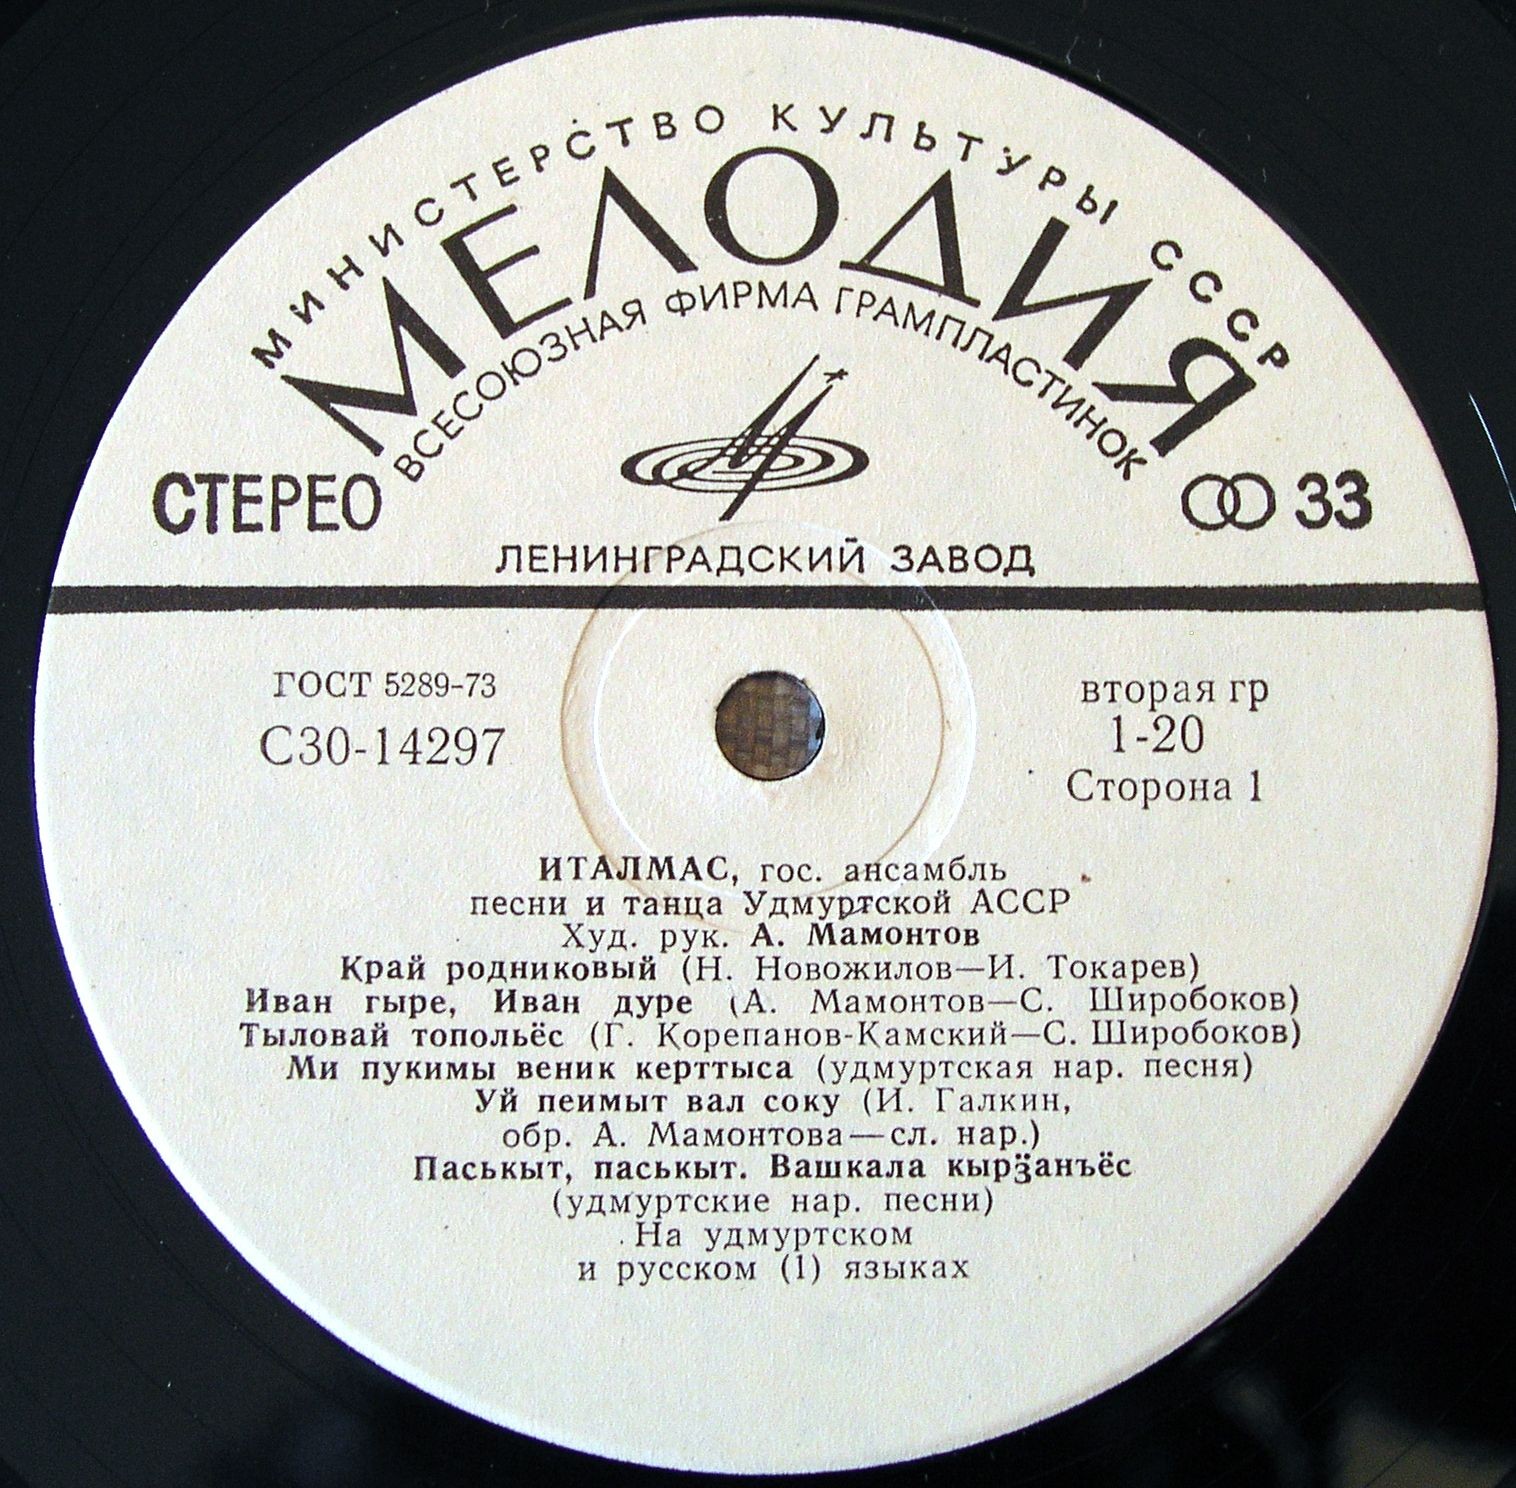 МИНИСТЕРСТВО КУЛЬТУРЫ СССР
МЕЛОДИЯ
ВСЕСОЮЗНАЯ ФИРМА ГРАМПЛАСТИНОК
СТЕРЕО
33
ЛЕНИНГРАДСКИЙ ЗАВОД
ГОСТ 5289-73
С30-14297
вторая гр
1-20
Сторона 1
ИТАЛМАС, гос. ансамбль
песни и танца Удмуртской АССР
Худ. рук. А. Мамонтов
Край родниковый (Н. Новожилов—И. Токарев)
Иван гыре, Иван дуре (А. Мамонтов—С. Широбоков)
Тыловай топольёс (Г. Корепанов-Камский—С. Широбоков)
Ми пукимы веник керттыса (удмуртская нар. песня)
Уй пеимыт вал соку (И. Галкин,
обр. А. Мамонтова—сл. нар.)
Паськыт, паськыт. Вашкала кырӟанъёс
(удмуртские нар. песни)
На удмуртском
и русском (1) языках